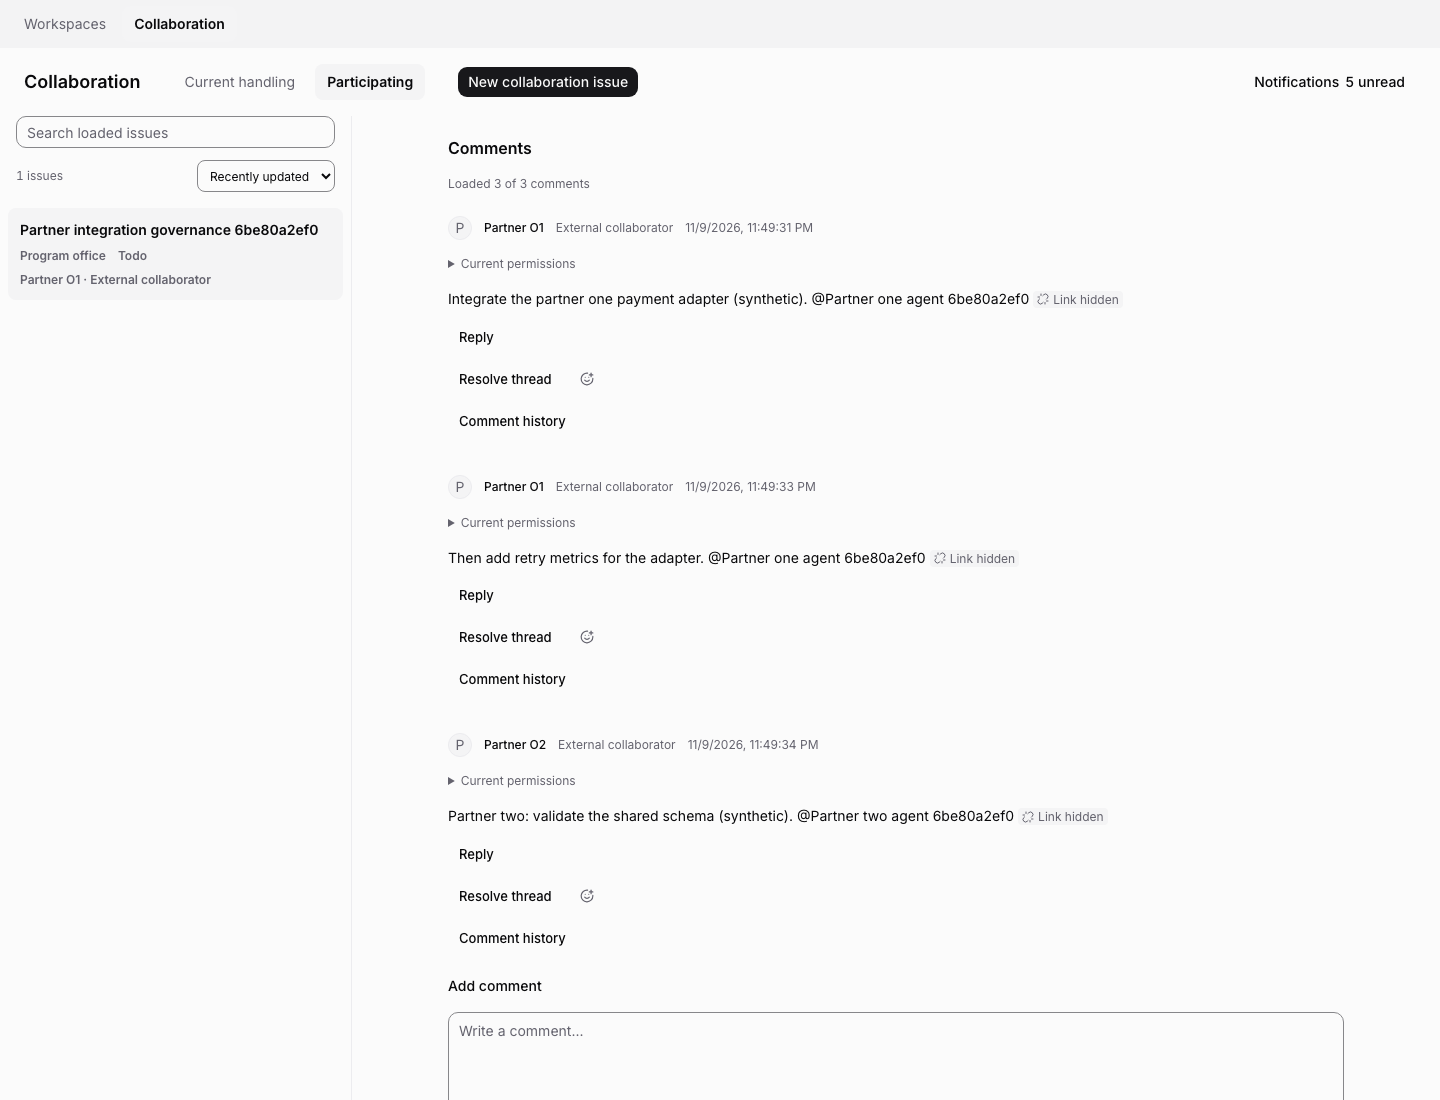 Workspaces Collaboration
Collaboration Current handling Participating New collaboration issue Notifications 5 unread
Search loaded issues
1 issues Recently updated
Partner integration governance 6be80a2ef0
Program office Todo
Partner O1 · External collaborator
Comments
Loaded 3 of 3 comments
P Partner O1 External collaborator 11/9/2026, 11:49:31 PM
Current permissions
Integrate the partner one payment adapter (synthetic). @Partner one agent 6be80a2ef0 Link hidden
Reply
Resolve thread
Comment history
P Partner O1 External collaborator 11/9/2026, 11:49:33 PM
Current permissions
Then add retry metrics for the adapter. @Partner one agent 6be80a2ef0 Link hidden
Reply
Resolve thread
Comment history
P Partner O2 External collaborator 11/9/2026, 11:49:34 PM
Current permissions
Partner two: validate the shared schema (synthetic). @Partner two agent 6be80a2ef0 Link hidden
Reply
Resolve thread
Comment history
Add comment
Write a comment...